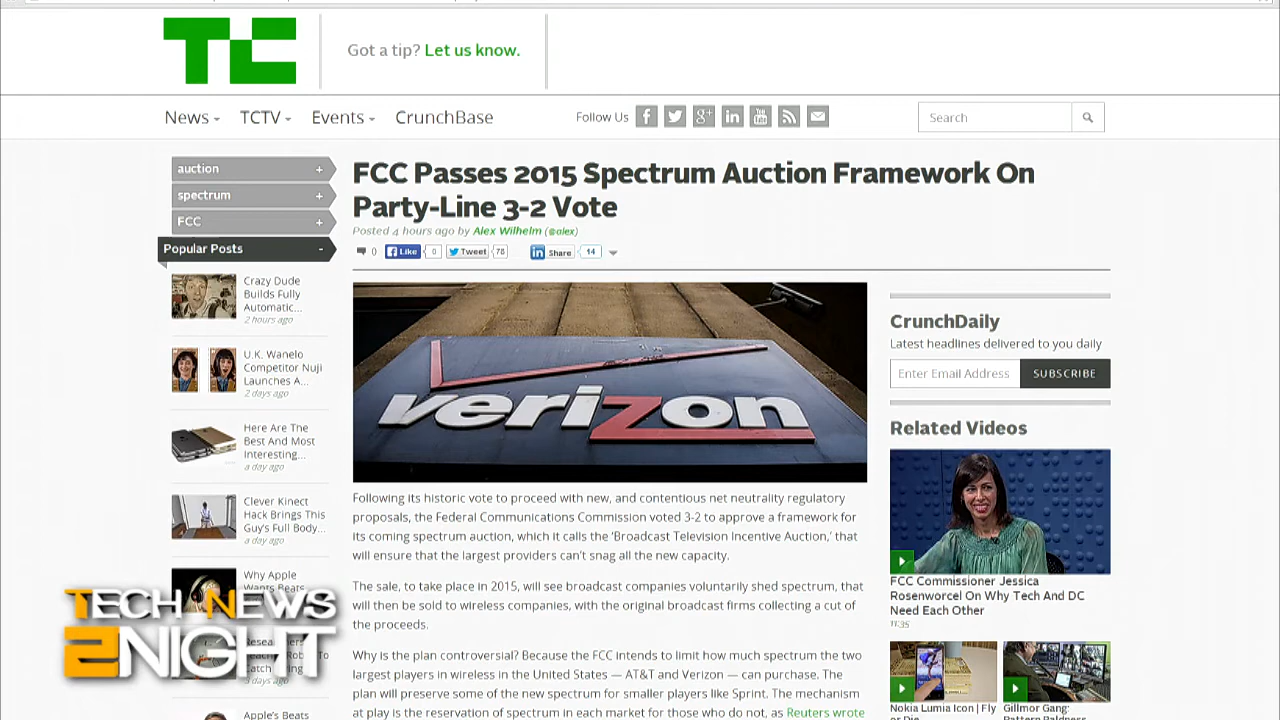 TC
Got a tip? Let us know.
News TCTV Events CrunchBase
Follow Us
Search
auction +
spectrum +
FCC +
Popular Posts -
Crazy Dude
Builds Fully
Automatic...
2 hours ago
U.K. Wanelo
Competitor Nuji
Launches A...
2 days ago
Here Are The
Best And Most
Interesting...
a day ago
Clever Kinect
Hack Brings This
Guy's Full Body...
a day ago
Why Apple
Wants Beats
To
3 days ago
Apple's Beats
FCC Passes 2015 Spectrum Auction Framework On
Party-Line 3-2 Vote
Posted 4 hours ago by Alex Wilhelm (@alex)
0 Like 0 Tweet 78 Share 14
verizon
Following its historic vote to proceed with new, and contentious net neutrality regulatory
proposals, the Federal Communications Commission voted 3-2 to approve a framework for
its coming spectrum auction, which it calls the 'Broadcast Television Incentive Auction,' that
will ensure that the largest providers can't snag all the new capacity.
The sale, to take place in 2015, will see broadcast companies voluntarily shed spectrum, that
will then be sold to wireless companies, with the original broadcast firms collecting a cut of
the proceeds.
Why is the plan controversial? Because the FCC intends to limit how much spectrum the two
largest players in wireless in the United States — AT&T and Verizon — can purchase. The
plan will preserve some of the new spectrum for smaller players like Sprint. The mechanism
at play is the reservation of spectrum in each market for those who do not, as Reuters wrote
CrunchDaily
Latest headlines delivered to you daily
Enter Email Address SUBSCRIBE
Related Videos
FCC Commissioner Jessica
Rosenworcel On Why Tech And DC
Need Each Other
11:35
Nokia Lumia Icon | Fly
or Die
Gillmor Gang:
Pattern Baldness
TECH NEWS
2NIGHT